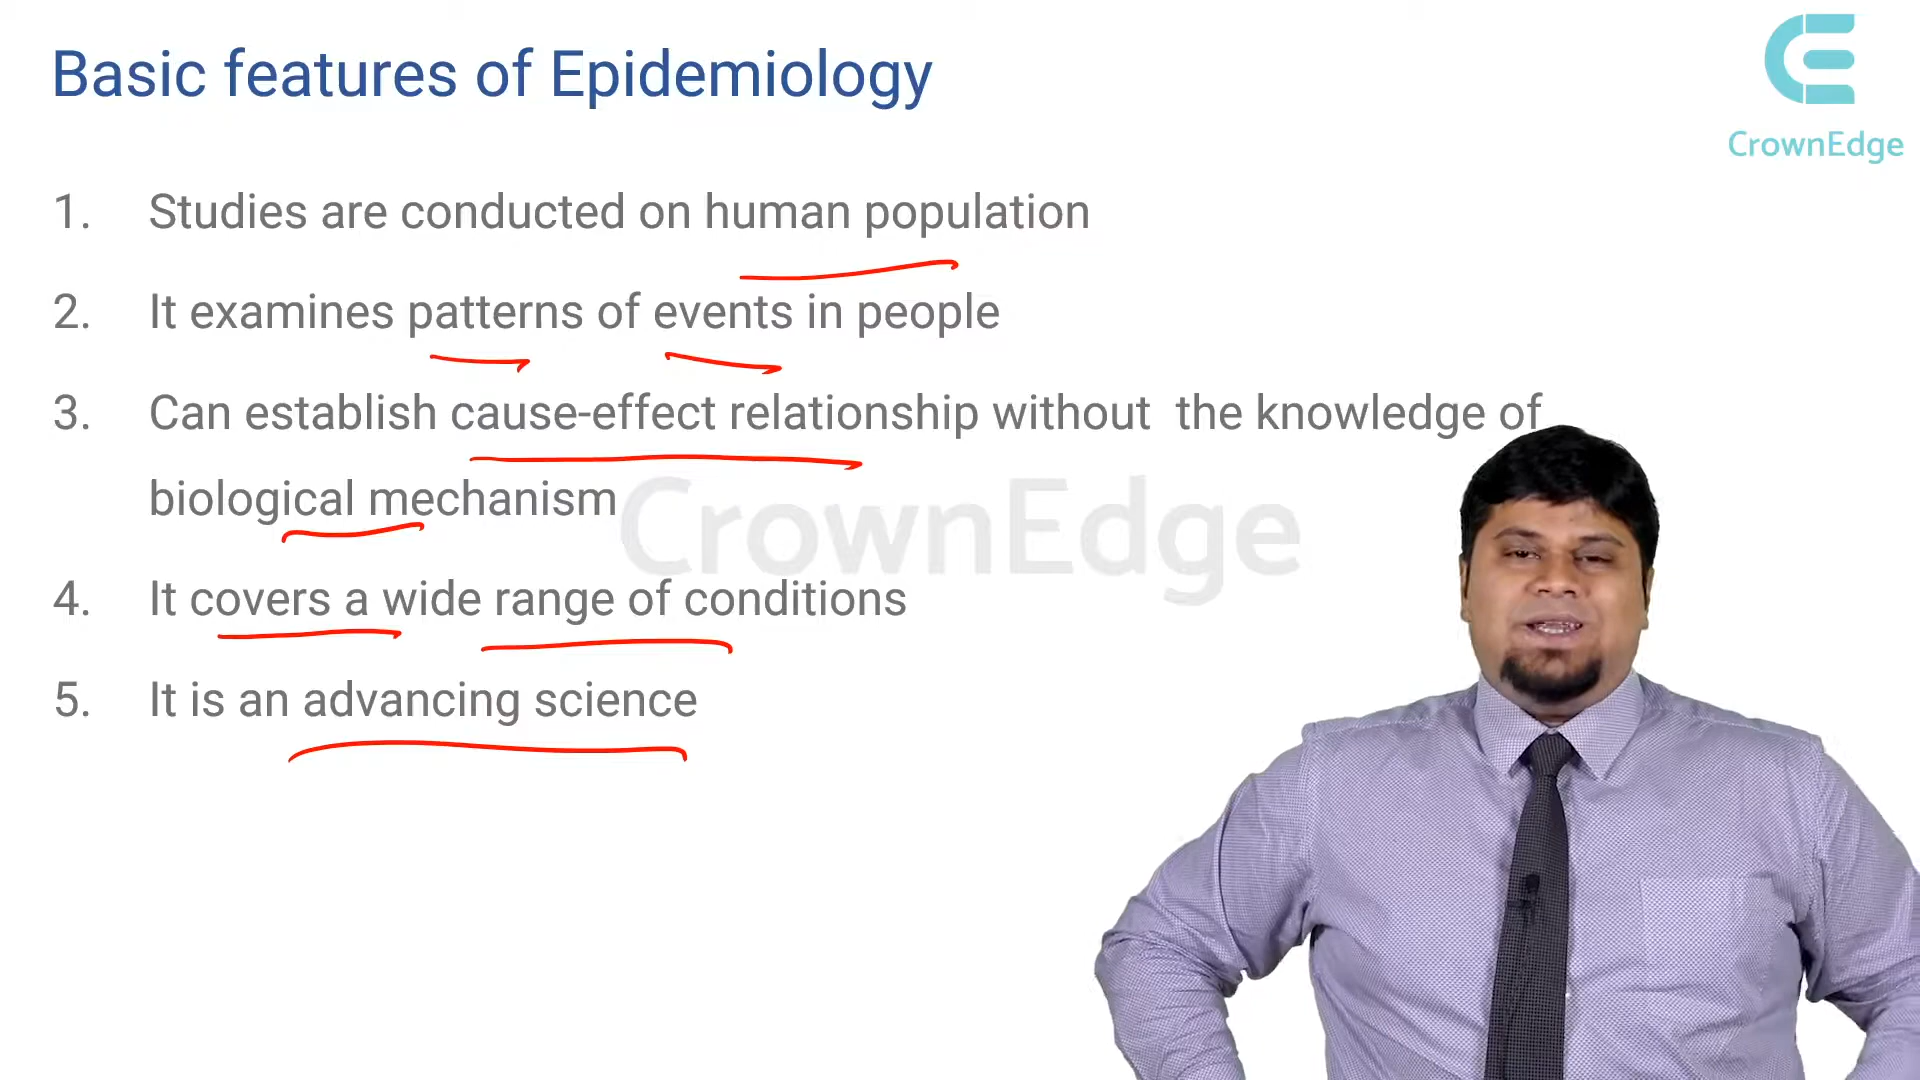 Basic features of Epidemiology
CrownEdge
1. Studies are conducted on human population
2. It examines patterns of events in people
3. Can establish cause-effect relationship without the knowledge of
biological mechanism
CrownEdge
4. It covers a wide range of conditions
5. It is an advancing science